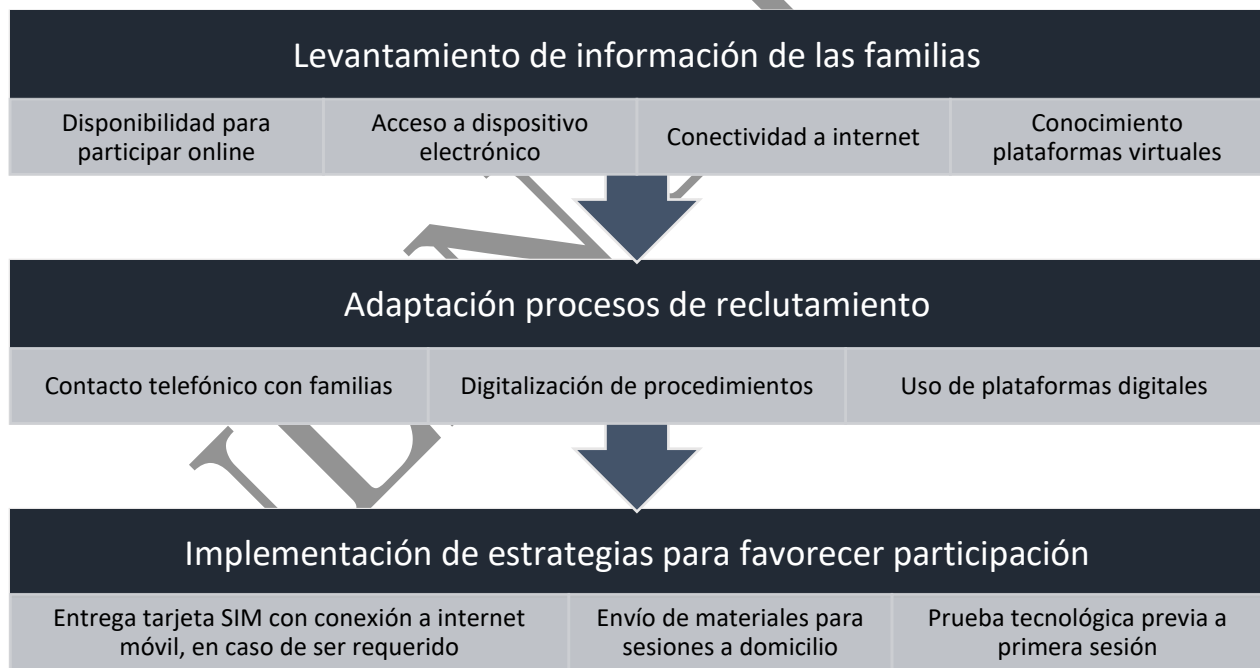 Levantamiento de información de las familias
Disponibilidad para
participar online
Acceso a dispositivo
electrónico
Conectividad a internet
Conocimiento
plataformas virtuales
Adaptación procesos de reclutamiento
Contacto telefónico con familias
Digitalización de procedimientos
Uso de plataformas digitales
Implementación de estrategias para favorecer participación
Entrega tarjeta SIM con conexión a internet
móvil, en caso de ser requerido
Envío de materiales para
sesiones a domicilio
Prueba tecnológica previa a
primera sesión